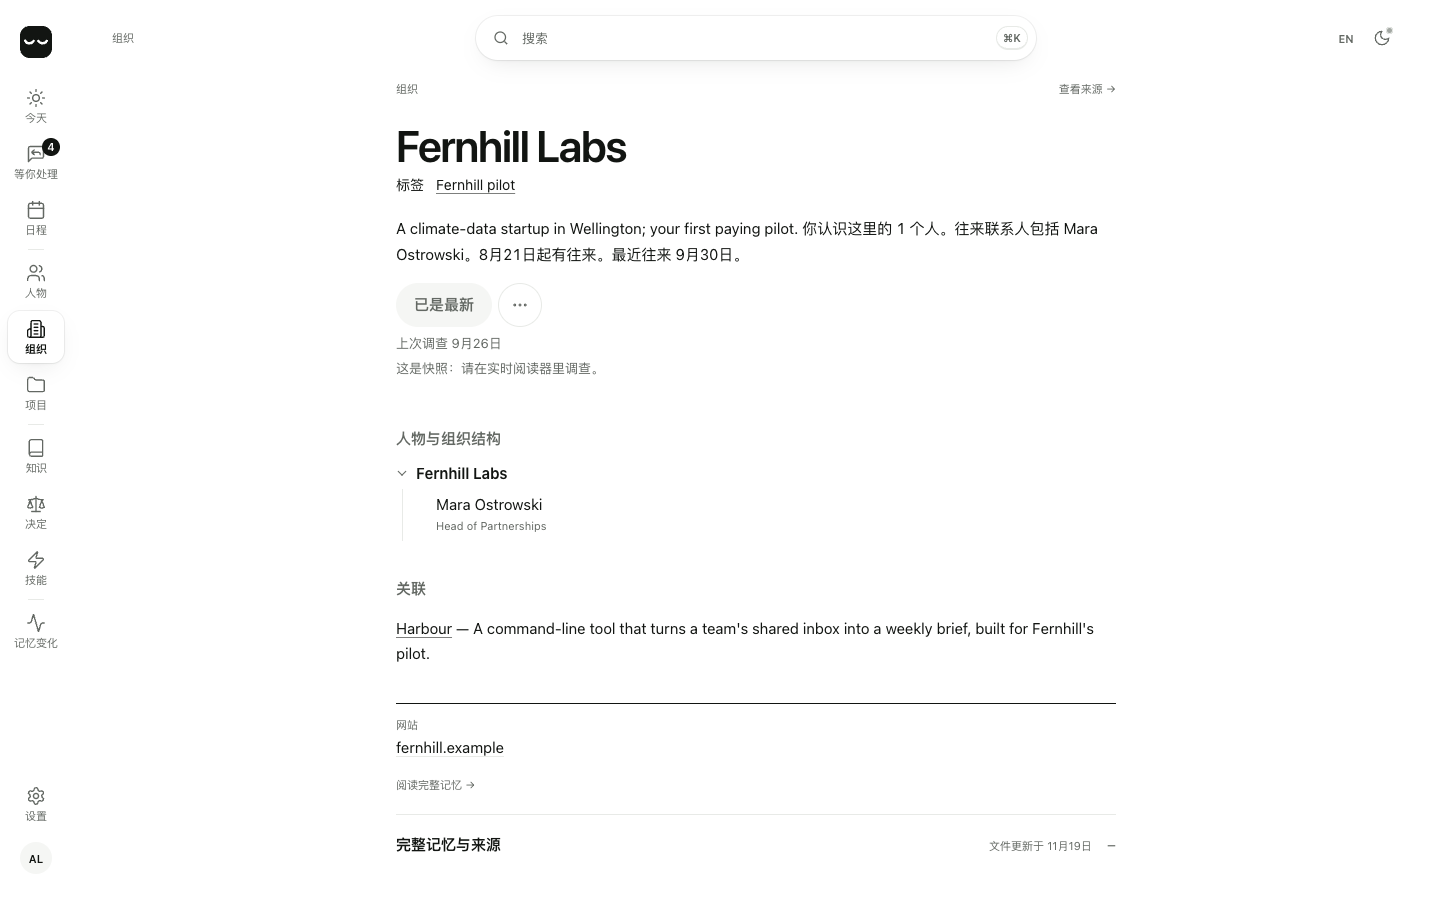 组织
搜索
⌘K
EN
今天
4
等你处理
日程
人物
组织
项目
知识
决定
技能
记忆变化
设置
AL
组织
查看来源 →
Fernhill Labs
标签 Fernhill pilot
A climate-data startup in Wellington; your first paying pilot. 你认识这里的 1 个人。往来联系人包括 Mara
Ostrowski。8月21日起有往来。最近往来 9月30日。
已是最新
上次调查 9月26日
这是快照：请在实时阅读器里调查。
人物与组织结构
Fernhill Labs
Mara Ostrowski
Head of Partnerships
关联
Harbour — A command-line tool that turns a team's shared inbox into a weekly brief, built for Fernhill's
pilot.
网站
fernhill.example
阅读完整记忆 →
完整记忆与来源
文件更新于 11月19日 –